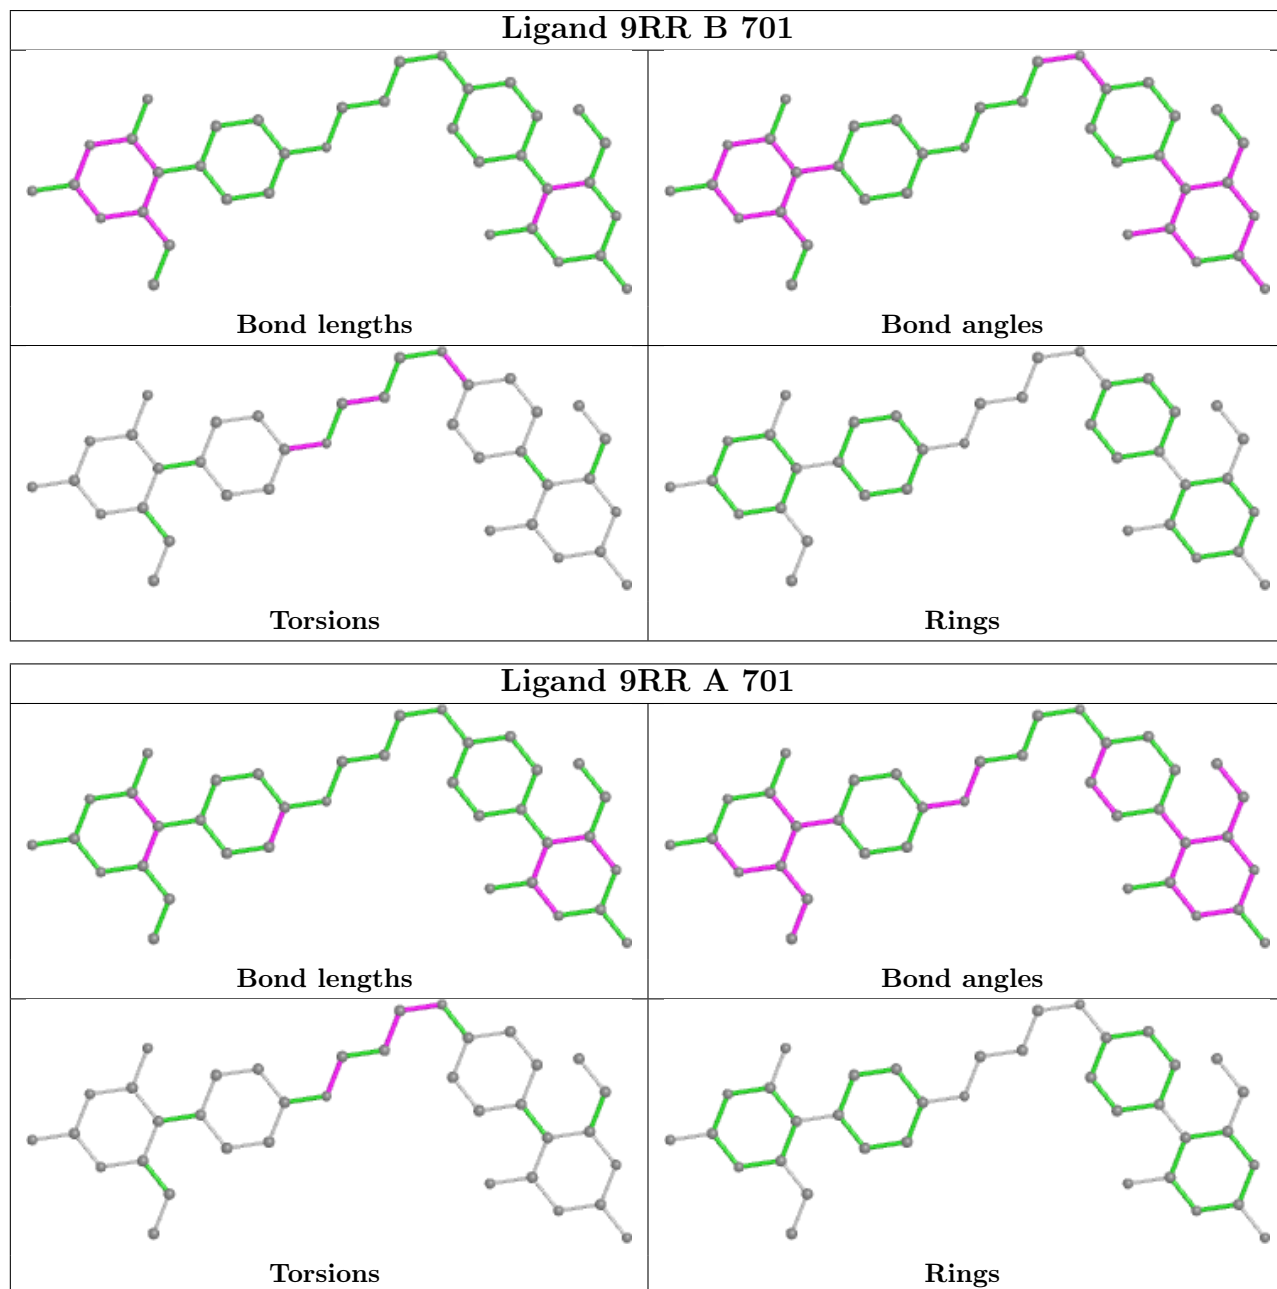 Ligand 9RR B 701
Bond lengths
Bond angles
Torsions
Rings
Ligand 9RR A 701
Bond lengths
Bond angles
Torsions
Rings